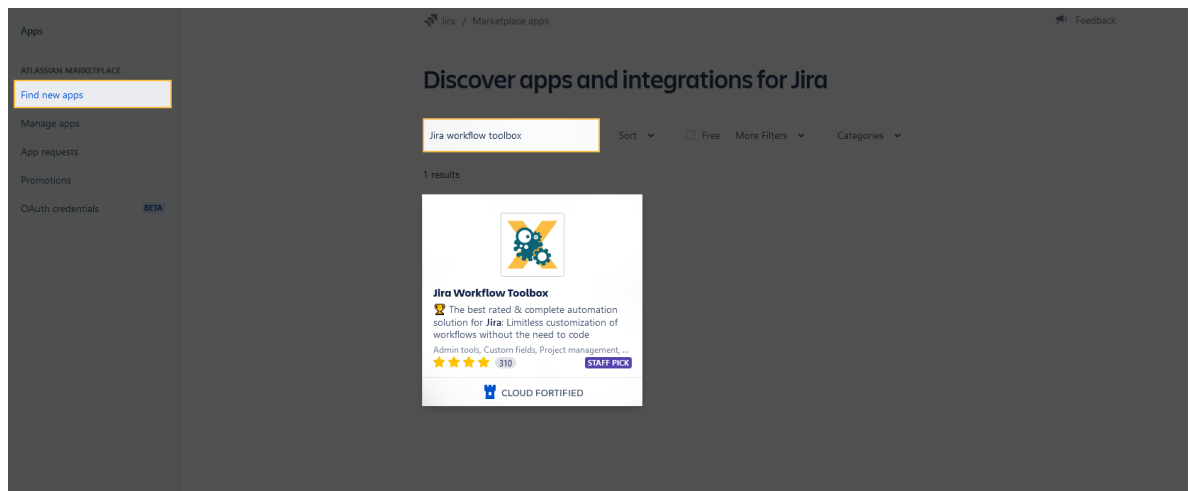 Apps
ATLASSIAN MARKETPLACE
Find new apps
Manage apps
App requests
Promotions
OAuth credentials BETA
Jira / Marketplace apps
Feedback
Discover apps and integrations for Jira
Jira workflow toolbox
Sort
Free
More Filters
Categories
1 results
Jira Workflow Toolbox
🏆 The best rated & complete automation
solution for Jira: Limitless customization of
workflows without the need to code
Admin tools, Custom fields, Project management, ...
310
STAFF PICK
CLOUD FORTIFIED